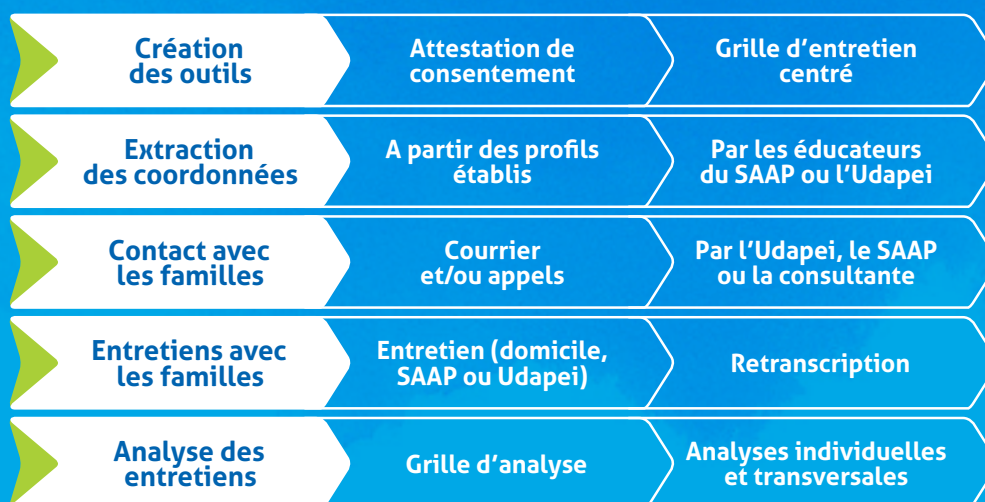 Création
des outils
Attestation de
consentement
Grille d'entretien
centré
Extraction
des coordonnées
A partir des profils
établis
Par les éducateurs
du SAAP ou l'Udapei
Contact avec
les familles
Courrier
et/ou appels
Par l'Udapei, le SAAP
ou la consultante
Entretiens avec
les familles
Entretien (domicile,
SAAP ou Udapei)
Retranscription
Analyse des
entretiens
Grille d'analyse
Analyses individuelles
et transversales